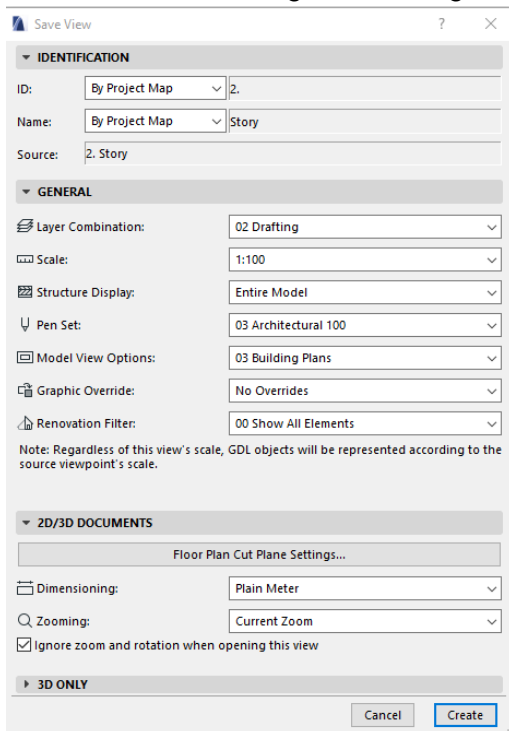 Save View ? ×
IDENTIFICATION
ID: By Project Map 2.
Name: By Project Map Story
Source: 2. Story
GENERAL
Layer Combination: 02 Drafting
Scale: 1:100
Structure Display: Entire Model
Pen Set: 03 Architectural 100
Model View Options: 03 Building Plans
Graphic Override: No Overrides
Renovation Filter: 00 Show All Elements
Note: Regardless of this view's scale, GDL objects will be represented according to the
source viewpoint's scale.
2D/3D DOCUMENTS
Floor Plan Cut Plane Settings...
Dimensioning: Plain Meter
Zooming: Current Zoom
Ignore zoom and rotation when opening this view
3D ONLY
Cancel Create